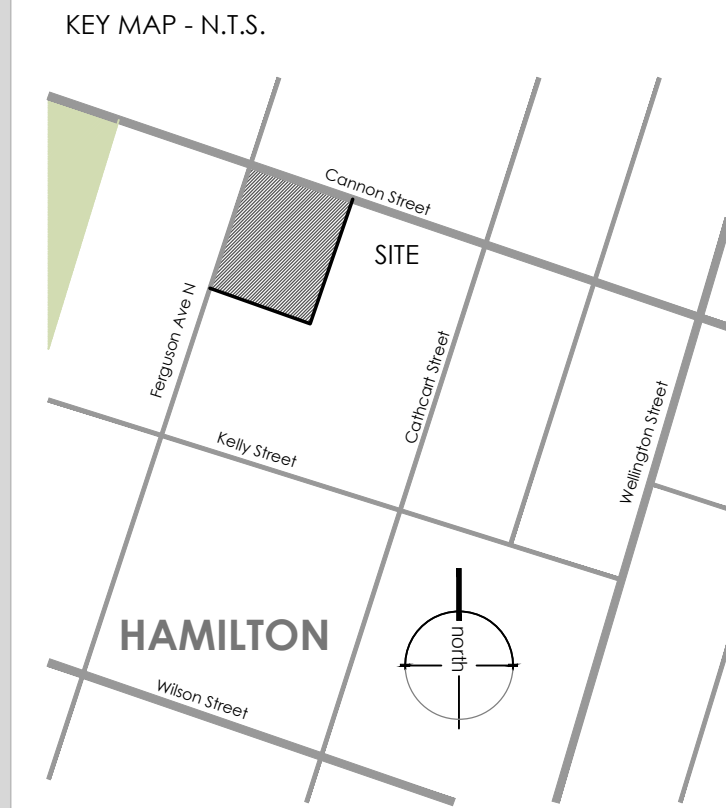 KEY MAP - N.T.S.
Cannon Street
SITE
Ferguson Ave N
Cathcart Street
Wellington Street
Kelly Street
north
HAMILTON
Wilson Street